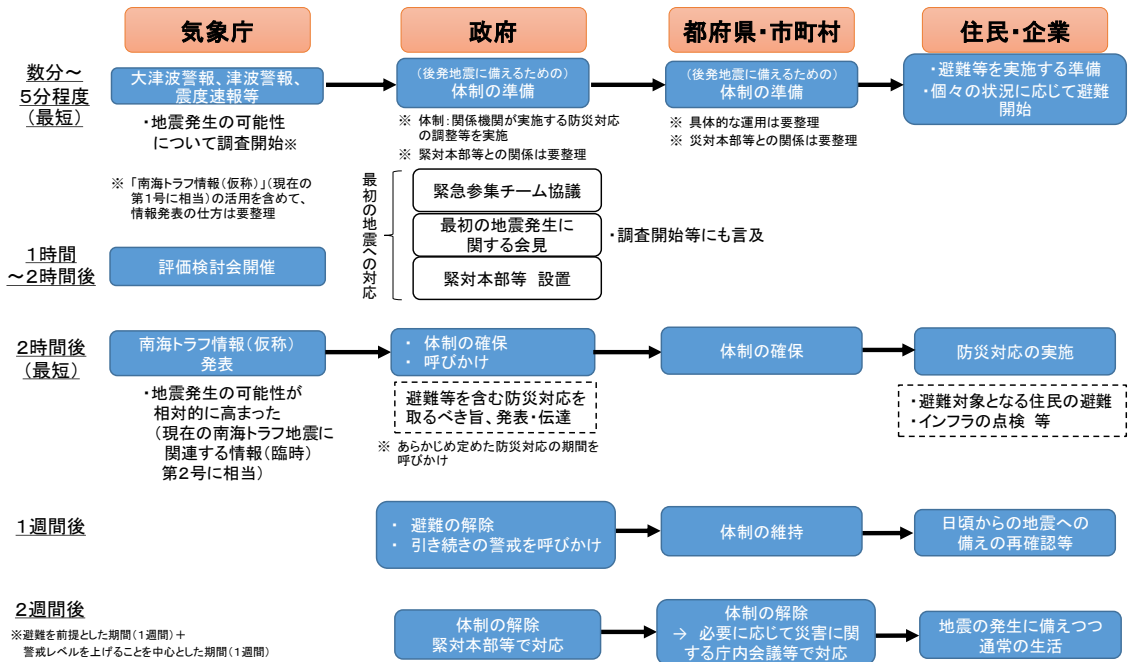 気象庁
政府
都府県・市町村
住民・企業
数分～
5分程度
(最短)
大津波警報、津波警報、
震度速報等
・地震発生の可能性
について調査開始※
※ 「南海トラフ情報(仮称)」(現在の
第1号に相当)の活用を含めて、
情報発表の仕方は要整理
(後発地震に備えるための)
体制の準備
※ 体制:関係機関が実施する防災対応
の調整等を実施
※ 緊対本部等との関係は要整理
(後発地震に備えるための)
体制の準備
※ 具体的な運用は要整理
※ 災対本部等との関係は要整理
・避難等を実施する準備
・個々の状況に応じて避難
開始
最初の地震への対応
緊急参集チーム協議
最初の地震発生に
関する会見
・調査開始等にも言及
緊対本部等 設置
1時間
～2時間後
評価検討会開催
2時間後
(最短)
南海トラフ情報(仮称)
発表
・地震発生の可能性が
相対的に高まった
(現在の南海トラフ地震に
関連する情報(臨時)
第2号に相当)
・ 体制の確保
・ 呼びかけ
避難等を含む防災対応を
取るべき旨、発表・伝達
※ あらかじめ定めた防災対応の期間を
呼びかけ
体制の確保
防災対応の実施
・避難対象となる住民の避難
・インフラの点検 等
1週間後
・ 避難の解除
・ 引き続きの警戒を呼びかけ
体制の維持
日頃からの地震への
備えの再確認等
2週間後
※避難を前提とした期間(1週間)+
警戒レベルを上げることを中心とした期間(1週間)
体制の解除
緊対本部等で対応
体制の解除
→ 必要に応じて災害に関
する庁内会議等で対応
地震の発生に備えつつ
通常の生活